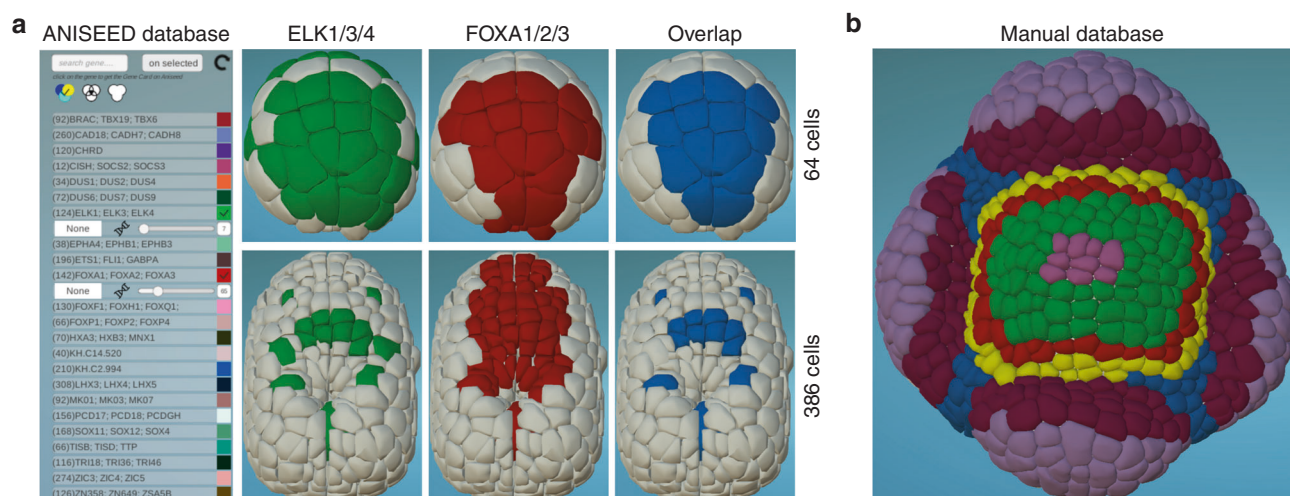 a
ANISEED database
ELK1/3/4
FOXA1/2/3
Overlap
b
Manual database
search gene....
on selected
click on the gene to get the Gene Card on Aniseed
(92)BRAC; TBX19; TBX6
(260)CAD18; CADH7; CADH8
(120)CHRD
(12)CISH; SOCS2; SOCS3
(34)DUS1; DUS2; DUS4
(72)DUS6; DUS7; DUS9
(124)ELK1; ELK3; ELK4
None
7
(38)EPHA4; EPHB1; EPHB3
(196)ETS1; FLI1; GABPA
(142)FOXA1; FOXA2; FOXA3
None
65
(130)FOXF1; FOXH1; FOXQ1;
(66)FOXP1; FOXP2; FOXP4
(70)HXA3; HXB3; MNX1
(40)KH.C14.520
(210)KH.C2.994
(308)LHX3; LHX4; LHX5
(92)MK01; MK03; MK07
(156)PCD17; PCD18; PCDGH
(168)SOX11; SOX12; SOX4
(66)TISB; TISD; TTP
(116)TRI18; TRI36; TRI46
(274)ZIC3; ZIC4; ZIC5
(126)ZN358; ZN649; ZSA5B
64 cells
386 cells